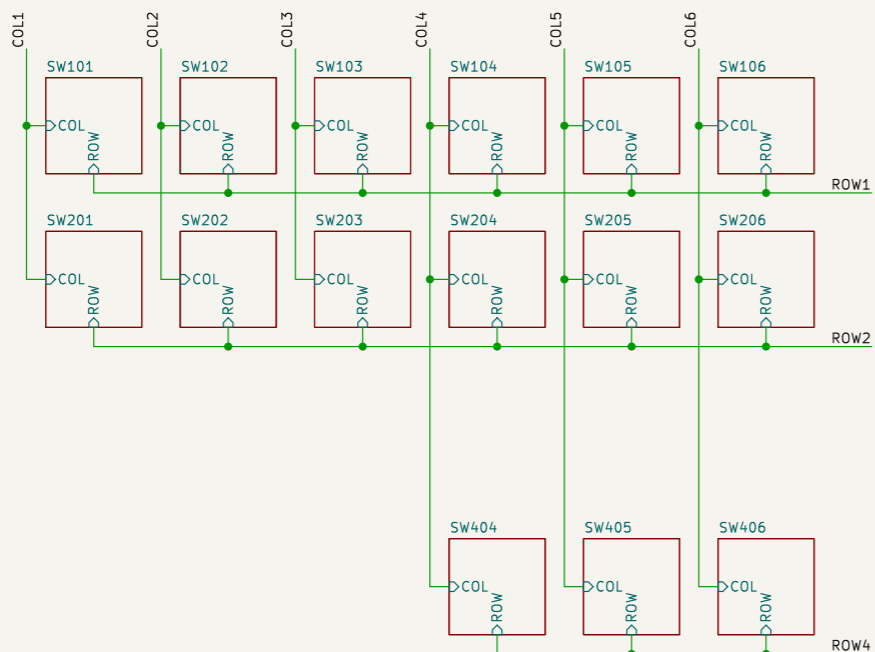 COL1 COL2 COL3 COL4 COL5 COL6
SW101 SW102 SW103 SW104 SW105 SW106
COL COL COL COL COL COL
ROW ROW ROW ROW ROW ROW
ROW1
SW201 SW202 SW203 SW204 SW205 SW206
COL COL COL COL COL COL
ROW ROW ROW ROW ROW ROW
ROW2
SW404 SW405 SW406
COL COL COL
ROW ROW ROW
ROW4